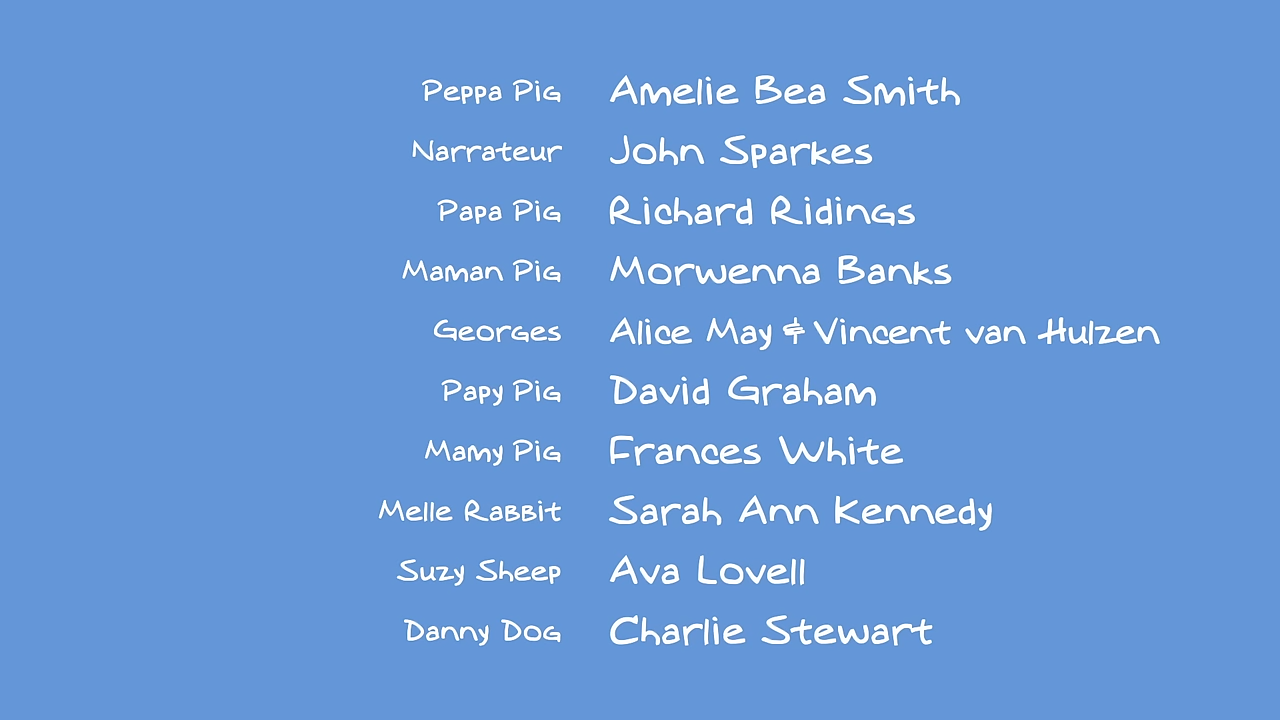 Peppa Pig Amelie Bea Smith
Narrateur John Sparkes
Papa Pig Richard Ridings
Maman Pig Morwenna Banks
Georges Alice May & Vincent van Hulzen
Papy Pig David Graham
Mamy Pig Frances White
Melle Rabbit Sarah Ann Kennedy
Suzy Sheep Ava Lovell
Danny Dog Charlie Stewart